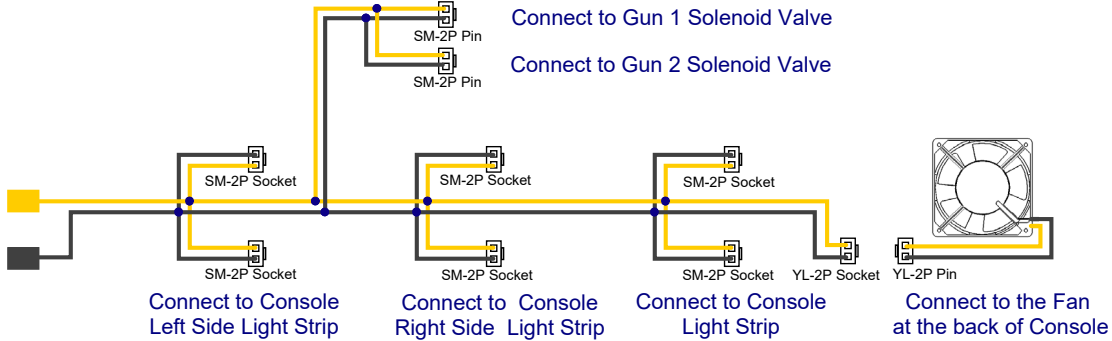 Connect to Gun 1 Solenoid Valve
SM-2P Pin
Connect to Gun 2 Solenoid Valve
SM-2P Pin
SM-2P Socket
SM-2P Socket
SM-2P Socket
SM-2P Socket
SM-2P Socket
SM-2P Socket
YL-2P Socket
YL-2P Pin
Connect to Console
Left Side Light Strip
Connect to Console
Right Side Light Strip
Connect to Console
Light Strip
Connect to the Fan
at the back of Console